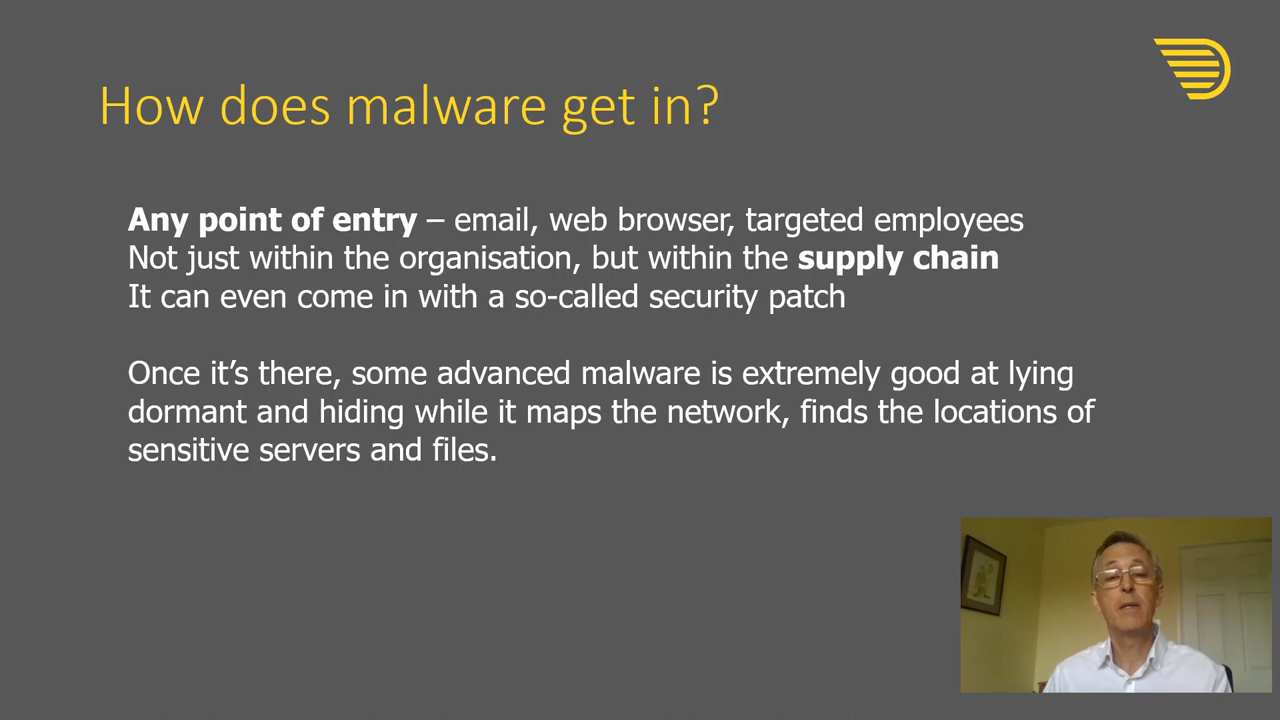 How does malware get in?
Any point of entry – email, web browser, targeted employees
Not just within the organisation, but within the supply chain
It can even come in with a so-called security patch
Once it’s there, some advanced malware is extremely good at lying
dormant and hiding while it maps the network, finds the locations of
sensitive servers and files.